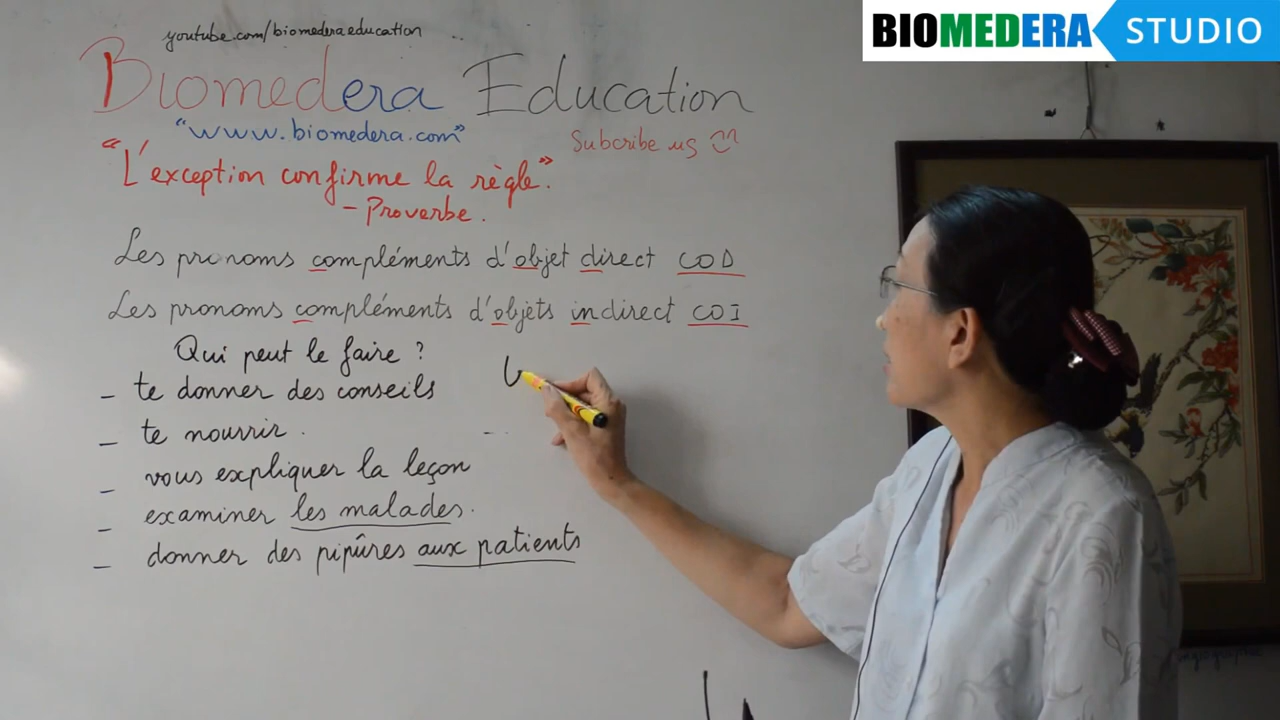 BIOMEDERA STUDIO
youtube.com/biomederaeducation
Biomedera Education
"www.biomedera.com"
Subcribe us
"L'exception confirme la règle".
- Proverbe.
Les pronoms compléments d'objet direct COD
Les pronoms compléments d'objets indirect COI
Qui peut le faire ?
- te donner des conseils
- te nourrir.
- vous expliquer la leçon
- examiner les malades.
- donner des pipûres aux patients